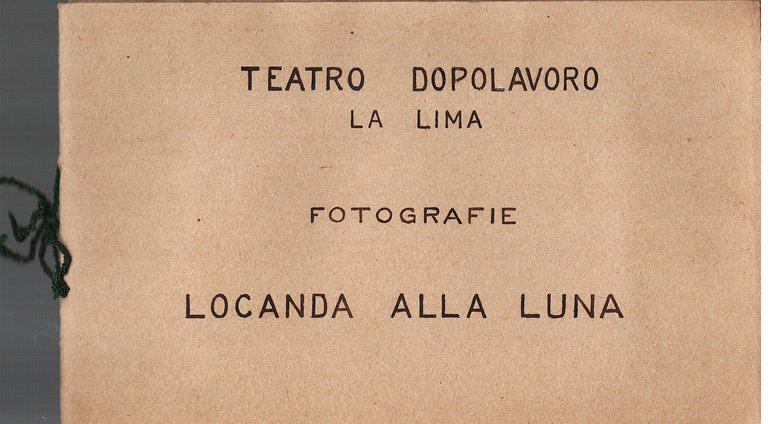 TEATRO DOPOLAVORO
LA LIMA
FOTOGRAFIE
LOCANDA ALLA LUNA